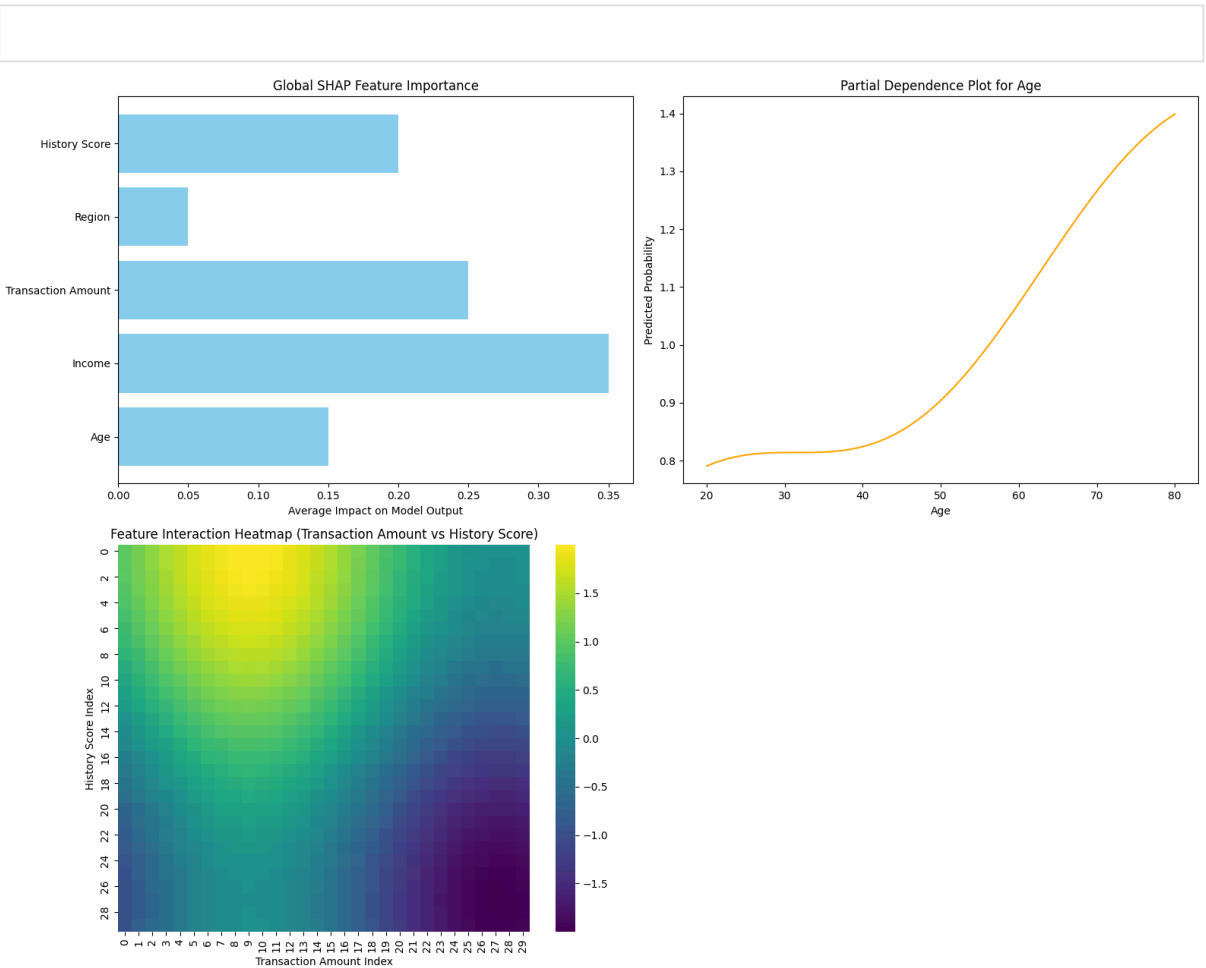 Global SHAP Feature Importance
History Score
Region
Transaction Amount
Income
Age
0.00 0.05 0.10 0.15 0.20 0.25 0.30 0.35
Average Impact on Model Output
Partial Dependence Plot for Age
Predicted Probability
1.4
1.3
1.2
1.1
1.0
0.9
0.8
20 30 40 50 60 70 80
Age
Feature Interaction Heatmap (Transaction Amount vs History Score)
History Score Index
0
2
4
6
8
10
12
14
16
18
20
22
24
26
28
0 1 2 3 4 5 6 7 8 9 10 11 12 13 14 15 16 17 18 19 20 21 22 23 24 25 26 27 28 29
Transaction Amount Index
1.5
1.0
0.5
0.0
−0.5
−1.0
−1.5